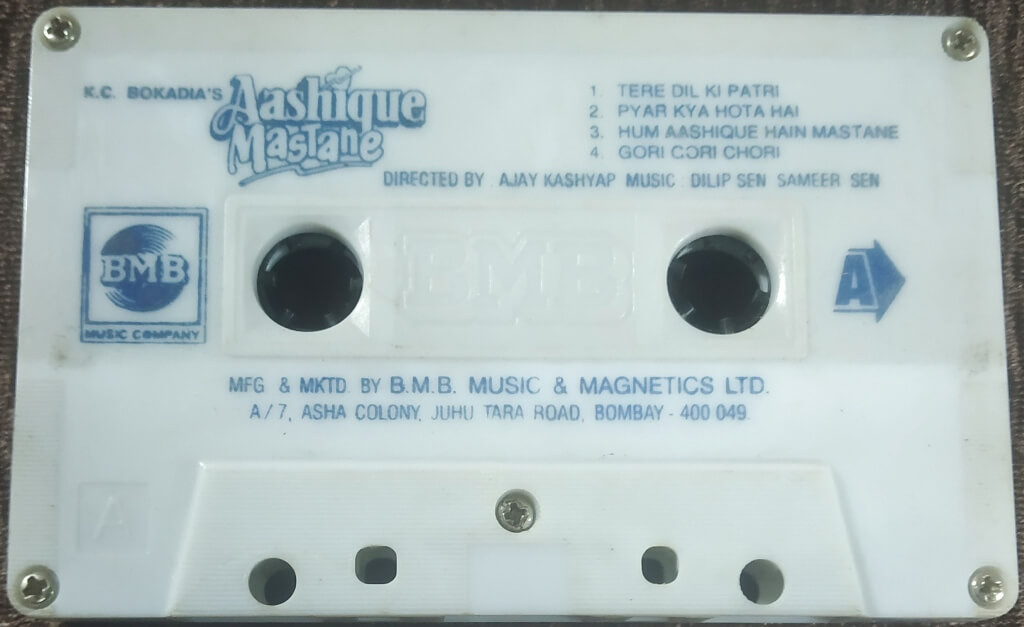 K.C. BOKADIA'S Aashique Mastane
1. TERE DIL KI PATRI
2. PYAR KYA HOTA HAI
3. HUM AASHIQUE HAIN MASTANE
4. GORI GORI CHORI
DIRECTED BY : AJAY KASHYAP MUSIC : DILIP SEN SAMEER SEN
BMB
MUSIC COMPANY
BMB
A
MFG. & MKTD. BY B.M.B. MUSIC & MAGNETICS LTD.
A/7, ASHA COLONY, JUHU TARA ROAD, BOMBAY - 400 049.
A